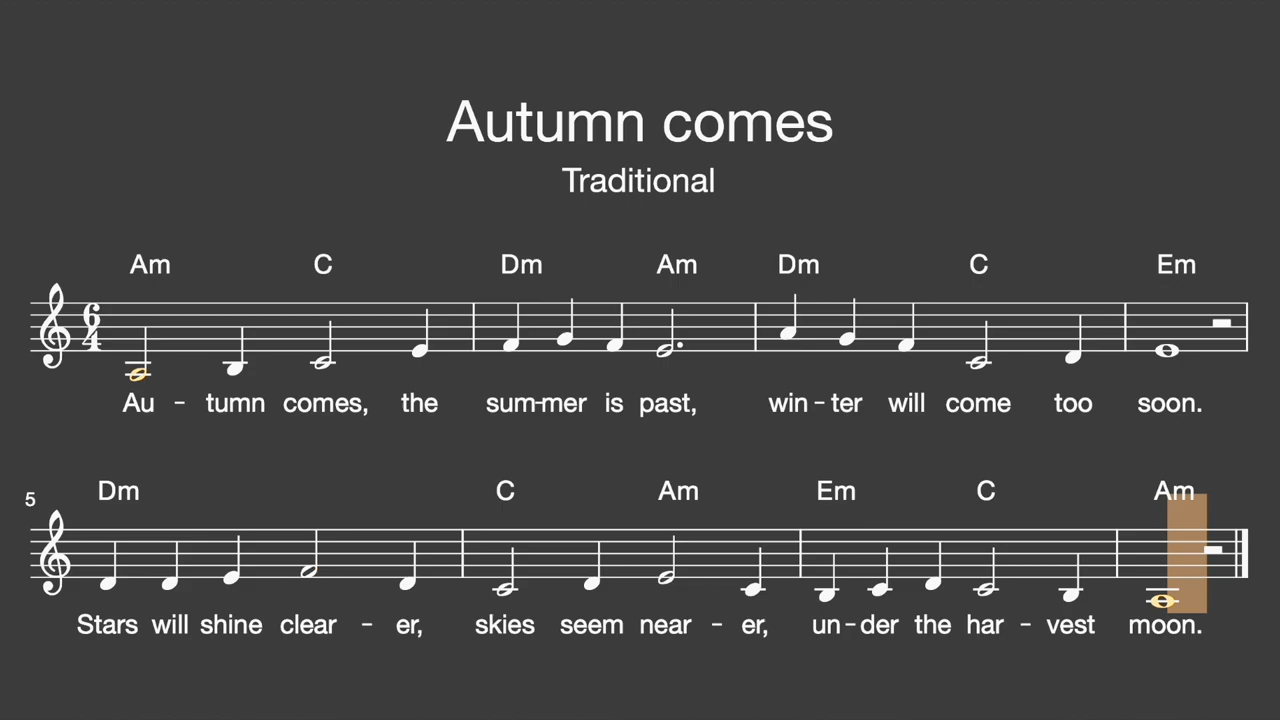 Autumn comes
Traditional
Am C Dm Am Dm C Em
6
4
Au - tumn comes, the sum-mer is past, win - ter will come too soon.
5 Dm C Am Em C Am
Stars will shine clear - er, skies seem near - er, un - der the har - vest moon.